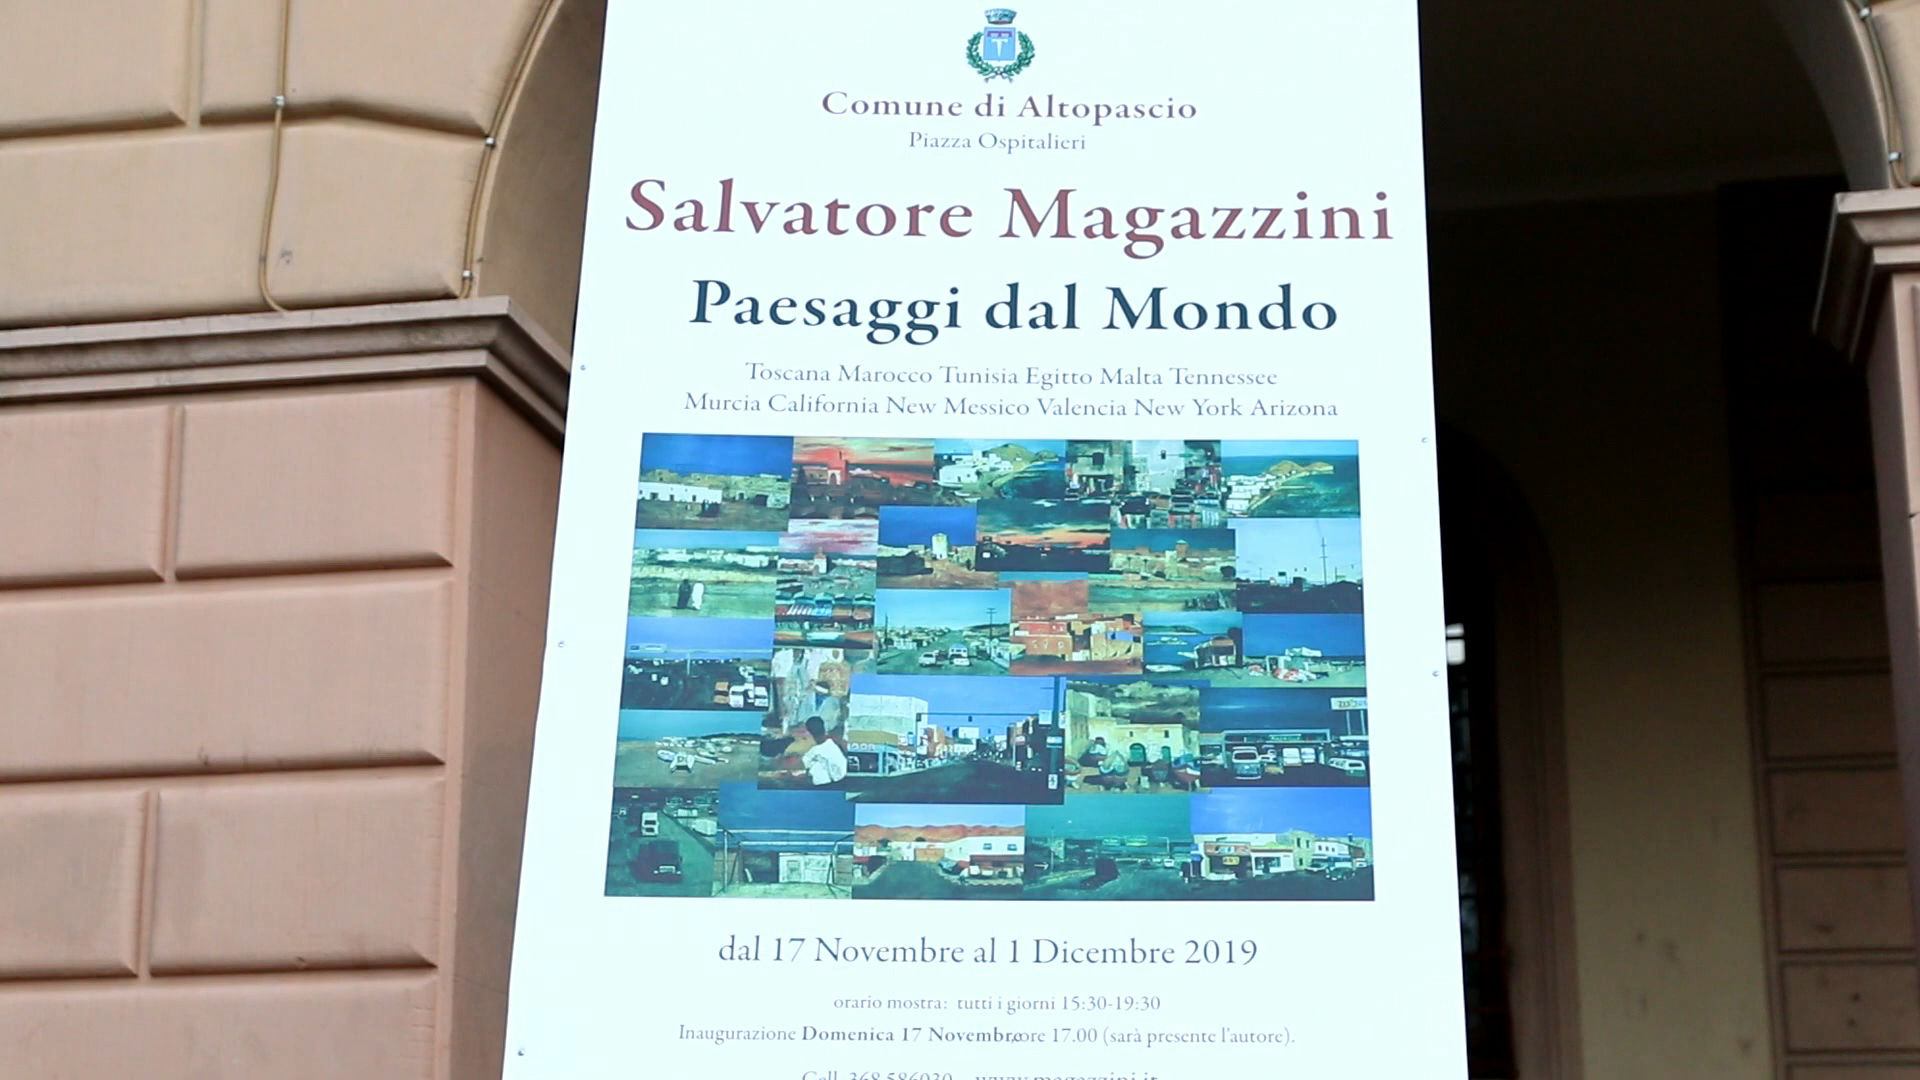 Comune di Altopascio
Piazza Ospitalieri
Salvatore Magazzini
Paesaggi dal Mondo
Toscana Marocco Tunisia Egitto Malta Tennessee
Murcia California New Messico Valencia New York Arizona
dal 17 Novembre al 1 Dicembre 2019
orario mostra: tutti i giorni 15:30-19:30
Inaugurazione Domenica 17 Novembre, ore 17.00 (sarà presente l'autore).
Cell. 368 586030 www.magazzini.it